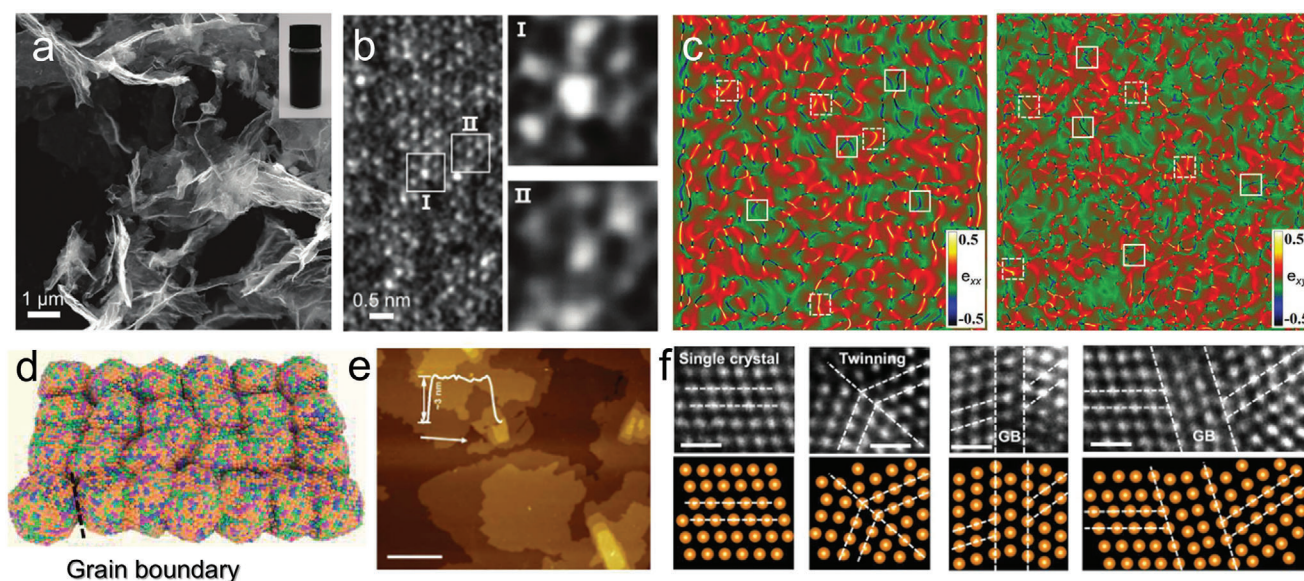 a
1 μm
b
I
II
0.5 nm
I
II
c
0.5
e_xx
-0.5
0.5
-0.5
d
Grain boundary
e
~3 nm
f
Single crystal
Twinning
GB
GB